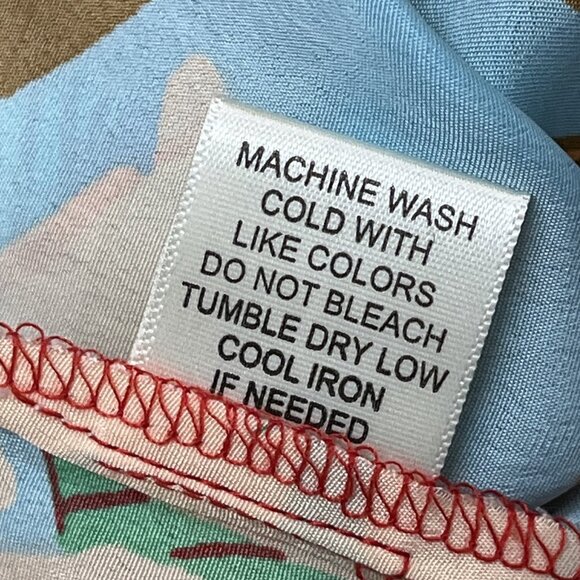 MACHINE WASH
COLD WITH
LIKE COLORS
DO NOT BLEACH
TUMBLE DRY LOW
COOL IRON
IF NEEDED